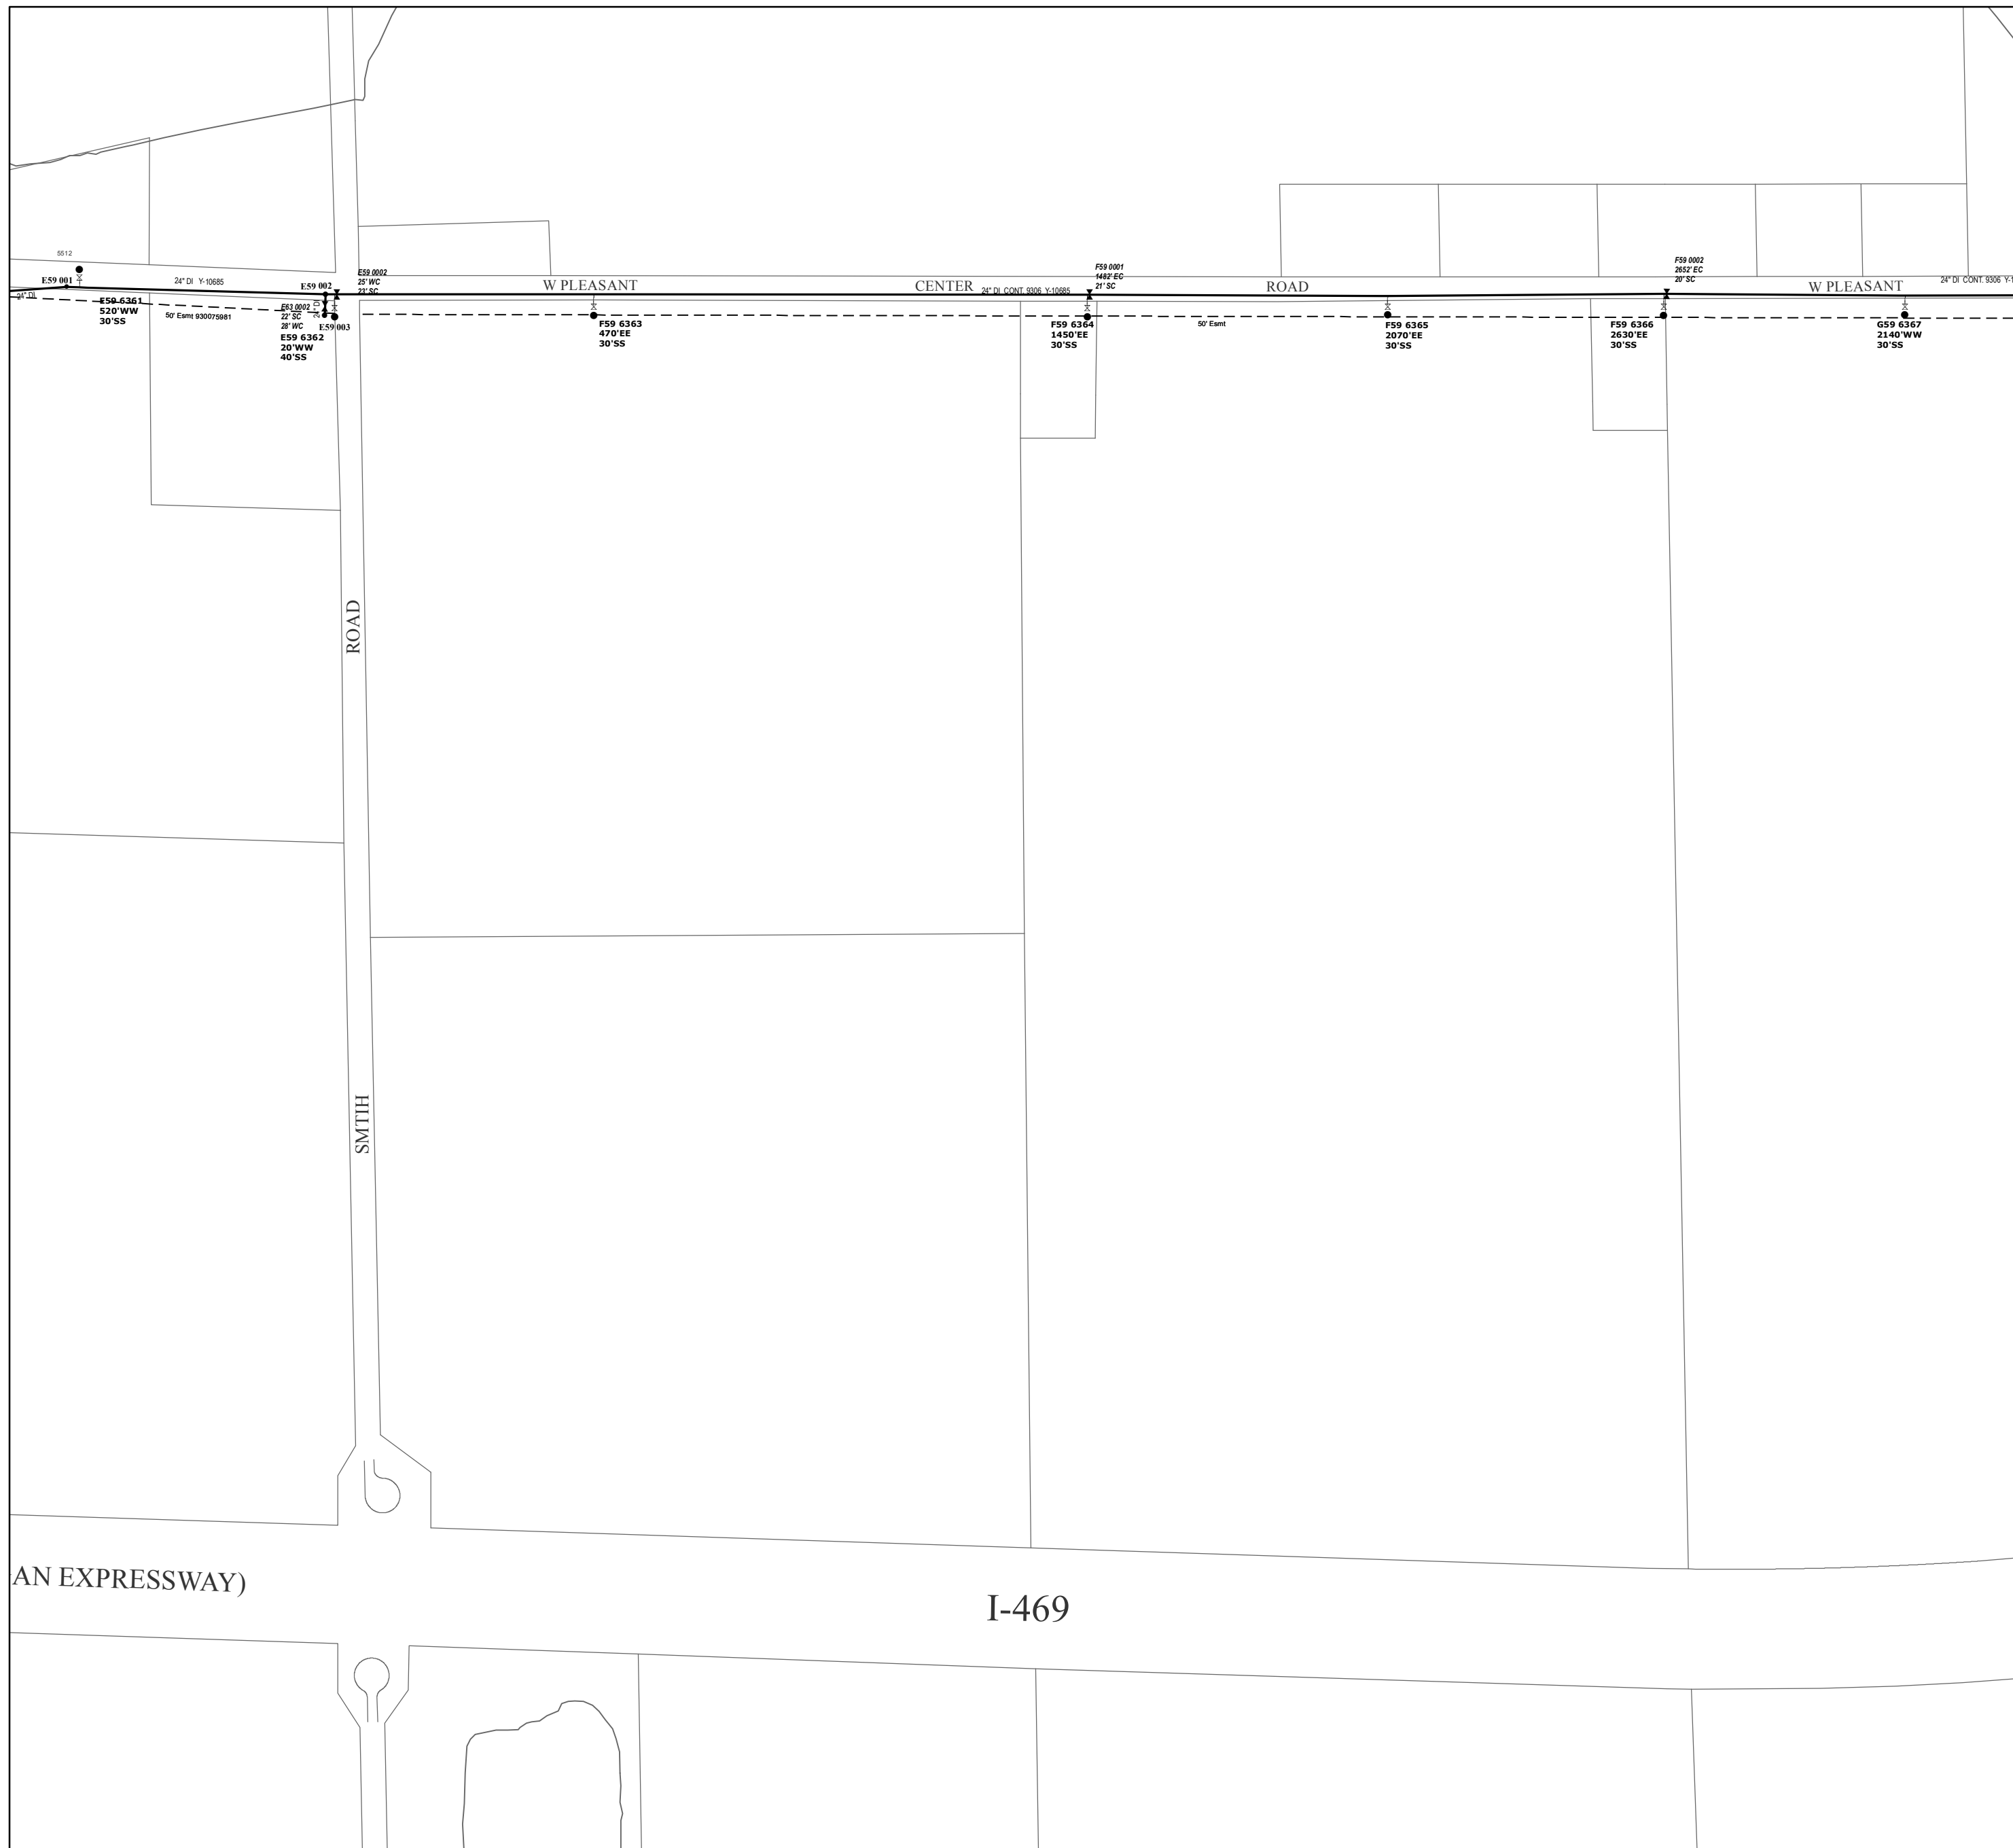 5512
E59 001
24" DI   Y-10685
E59 002
24" DI
E59 6361
520'WW
30'SS
50' Esmt 930075981
E59 0002
25' WC
23' SC
E63 0002
22' SC
28' WC
E59 003
E59 6362
20'WW
40'SS
W PLEASANT
CENTER
ROAD
W PLEASANT
24" DI  CONT. 9306  Y-10685
F59 0001
1482' EC
21' SC
F59 0002
2652' EC
20' SC
24" DI  CONT. 9306  Y-1
F59 6363
470'EE
30'SS
F59 6364
1450'EE
30'SS
50' Esmt
F59 6365
2070'EE
30'SS
F59 6366
2630'EE
30'SS
G59 6367
2140'WW
30'SS
ROAD
SMTIH
AN EXPRESSWAY)
I-469